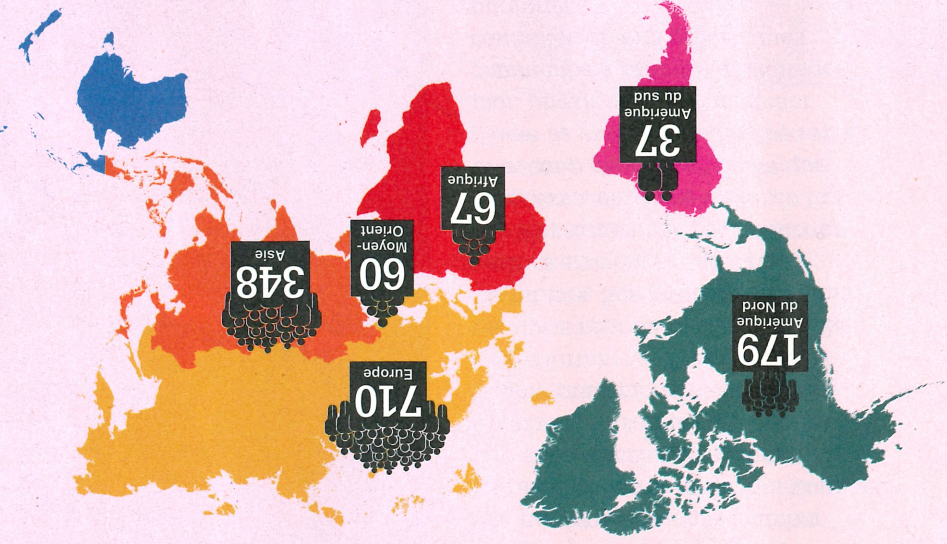 710
Europe
179
Amérique
du Nord
60
Moyen-
Orient
348
Asie
67
Afrique
37
Amérique
du sud